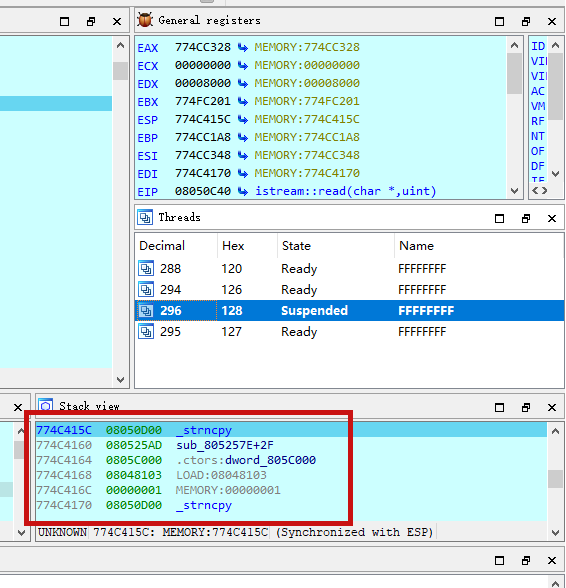 General registers
EAX 774CC328 MEMORY:774CC328
ECX 00000000 MEMORY:00000000
EDX 00008000 MEMORY:00008000
EBX 774FC201 MEMORY:774FC201
ESP 774C415C MEMORY:774C415C
EBP 774CC1A8 MEMORY:774CC1A8
ESI 774CC348 MEMORY:774CC348
EDI 774C4170 MEMORY:774C4170
EIP 08050C40 istream::read(char *,uint)
ID
VI
VI
AC
VM
RF
NT
OF
DF
Threads
Decimal Hex State Name
288 120 Ready FFFFFFFF
294 126 Ready FFFFFFFF
296 128 Suspended FFFFFFFF
295 127 Ready FFFFFFFF
Stack view
774C415C 08050D00 _strncpy
774C4160 080525AD sub_805257E+2F
774C4164 0805C000 .ctors:dword_805C000
774C4168 08048103 LOAD:08048103
774C416C 00000001 MEMORY:00000001
774C4170 08050D00 _strncpy
UNKNOWN 774C415C: MEMORY:774C415C (Synchronized with ESP)